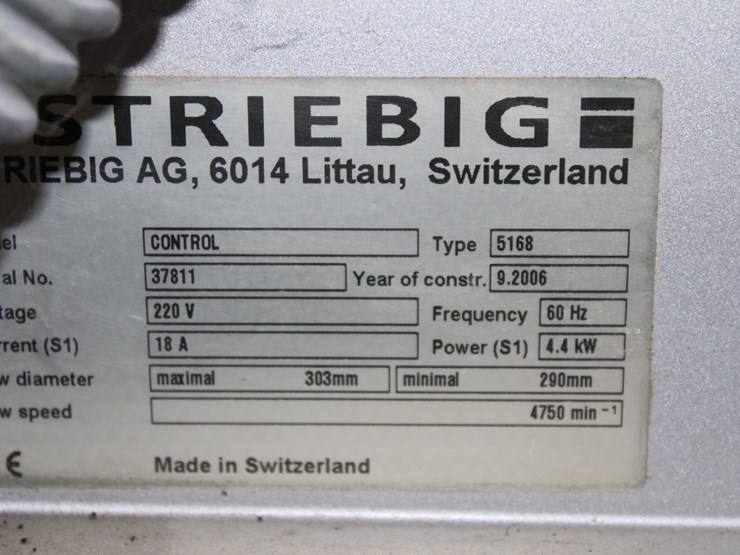 STRIEBIG
TRIEBIG AG, 6014 Littau, Switzerland
el CONTROL Type 5168
al No. 37811 Year of constr. 9.2006
tage 220 V Frequency 60 Hz
rrent (S1) 18 A Power (S1) 4.4 kW
w diameter maximal 303mm minimal 290mm
w speed 4750 min⁻¹
€ Made in Switzerland